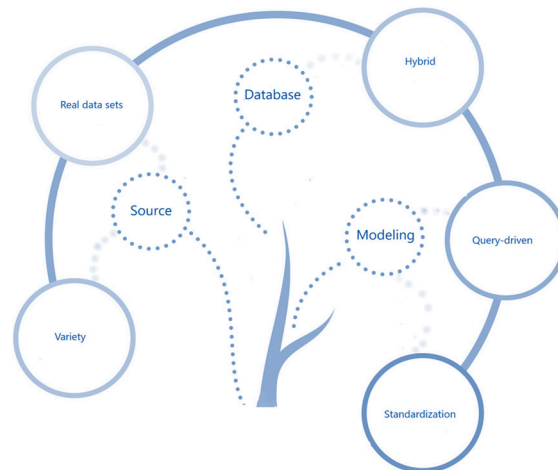 Hybrid
Database
Real data sets
Source
Modeling
Query-driven
Variety
Standardization